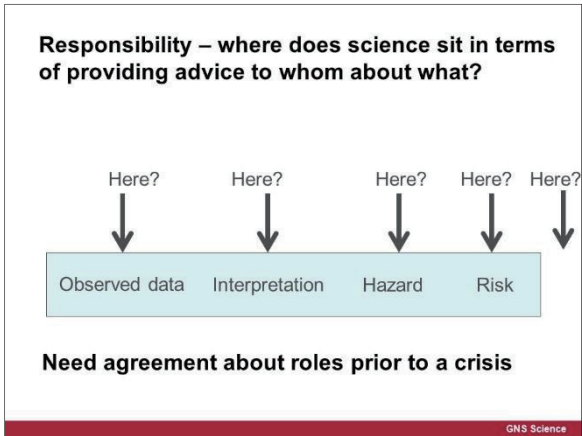 Responsibility – where does science sit in terms
of providing advice to whom about what?
Here? Here? Here? Here? Here?
Observed data Interpretation Hazard Risk
Need agreement about roles prior to a crisis
GNS Science